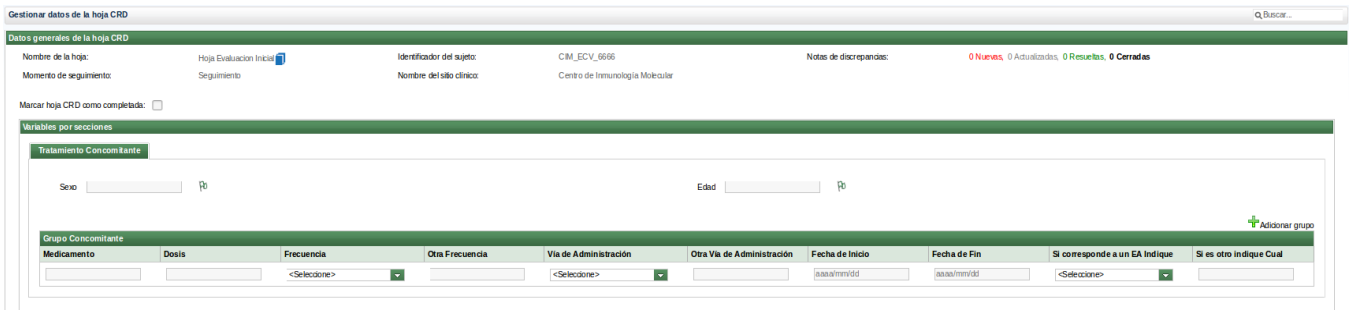 Gestionar datos de la hoja CRD
Buscar...
Datos generales de la hoja CRD
Nombre de la hoja: Hoja Evaluacion Inicial Identificador del sujeto: CIM_ECV_6666 Notas de discrepancias: 0 Nuevas, 0 Actualizadas, 0 Resueltas, 0 Cerradas
Momento de seguimiento: Seguimiento Nombre del sitio clínico: Centro de Inmunología Molecular
Marcar hoja CRD como completada:
Variables por secciones
Tratamiento Concomitante
Sexo Edad
Adicionar grupo
Grupo Concomitante
Medicamento Dosis Frecuencia Otra Frecuencia Vía de Administración Otra Vía de Administración Fecha de Inicio Fecha de Fin Si corresponde a un EA Indique Si es otro indique Cual
<Seleccione> <Seleccione> aaaa/mm/dd aaaa/mm/dd <Seleccione>